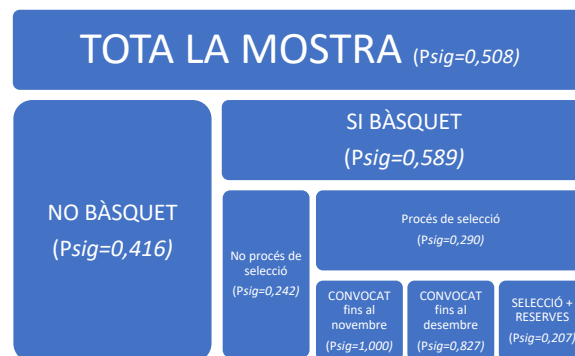 TOTA LA MOSTRA (Psig=0,508)
SI BÀSQUET
(Psig=0,589)
NO BÀSQUET
(Psig=0,416)
No procés de
selecció
(Psig=0,242)
Procés de selecció
(Psig=0,290)
CONVOCAT
fins al
novembre
(Psig=1,000)
CONVOCAT
fins al
desembre
(Psig=0,827)
SELECCIÓ +
RESERVES
(Psig=0,207)